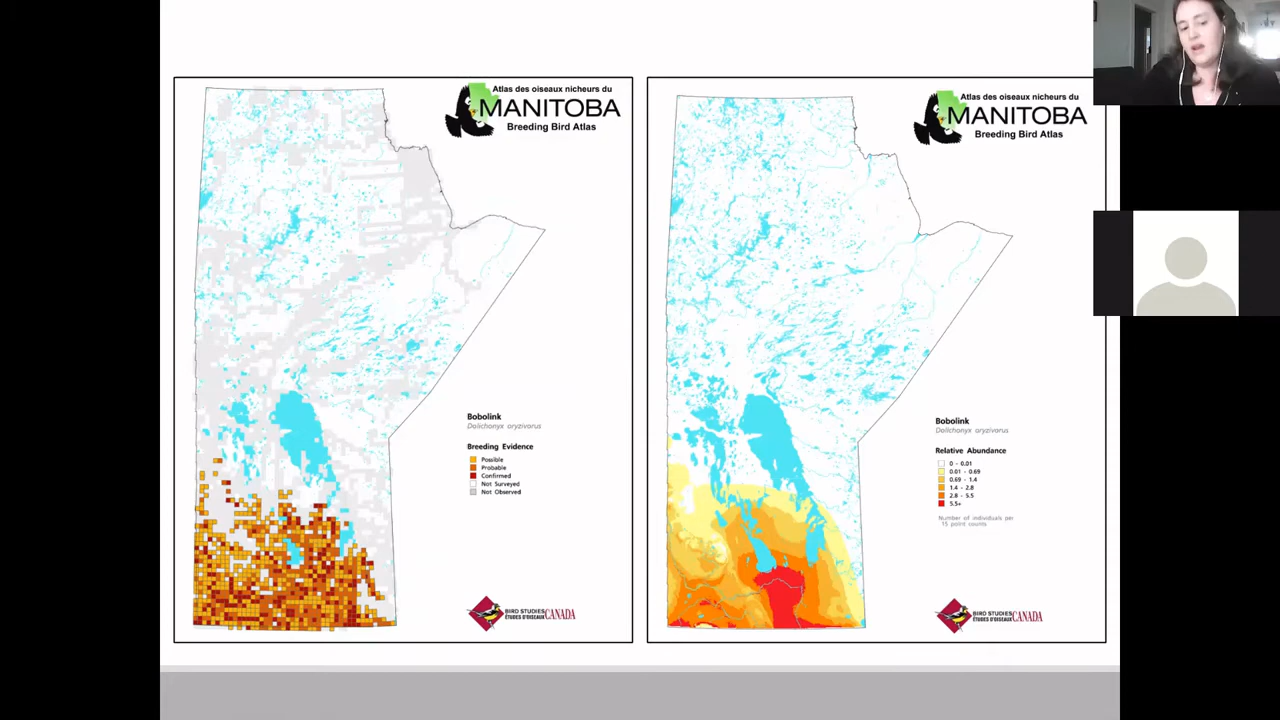 Atlas des oiseaux nicheurs du
MANITOBA
Breeding Bird Atlas
Bobolink
Dolichonyx oryzivorus
Breeding Evidence
Possible
Probable
Confirmed
Not Surveyed
Not Observed
BIRD STUDIES
ÉTUDES D'OISEAUX CANADA
Atlas des oiseaux nicheurs du
MANITOBA
Breeding Bird Atlas
Bobolink
Dolichonyx oryzivorus
Relative Abundance
0 - 0.01
0.01 - 0.69
0.69 - 1.4
1.4 - 2.8
2.8 - 5.5
5.5+
Number of individuals per
15 point counts
BIRD STUDIES
ÉTUDES D'OISEAUX CANADA